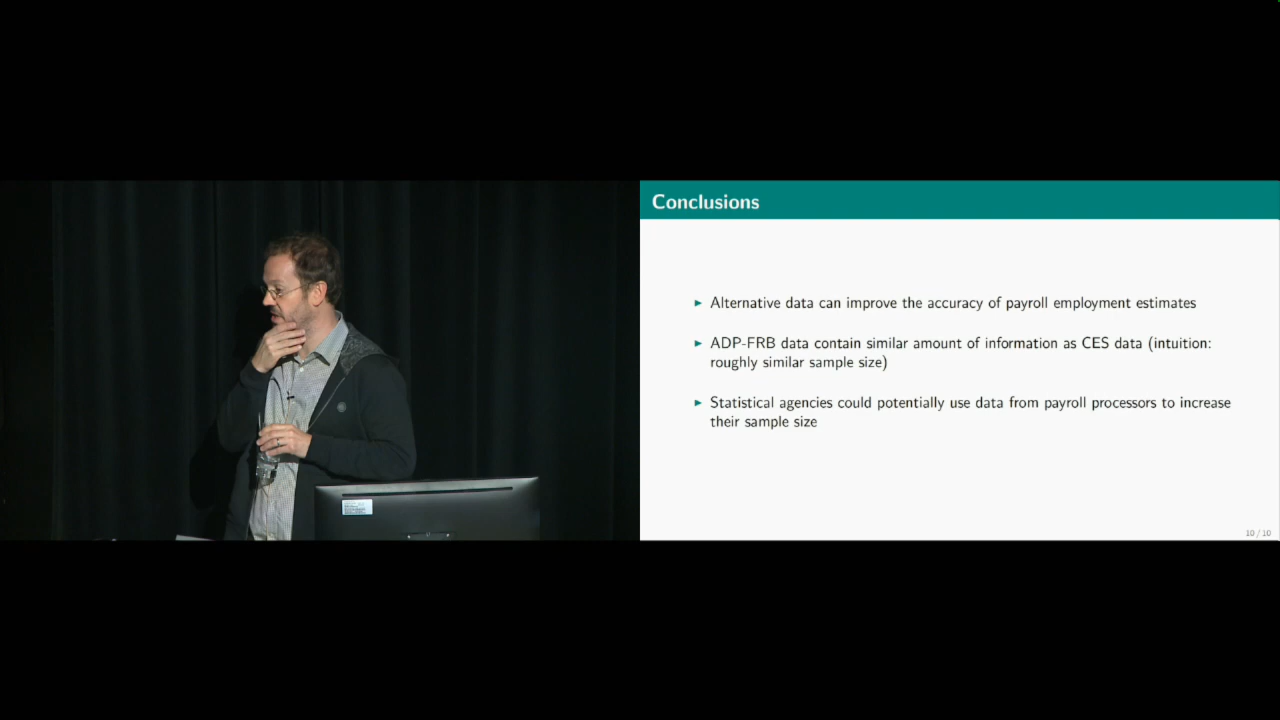 Conclusions
▶ Alternative data can improve the accuracy of payroll employment estimates
▶ ADP-FRB data contain similar amount of information as CES data (intuition:
roughly similar sample size)
▶ Statistical agencies could potentially use data from payroll processors to increase
their sample size
10 / 10